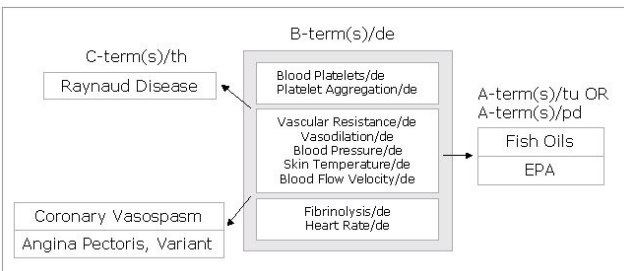 B-term(s)/de
C-term(s)/th
Raynaud Disease
Blood Platelets/de
Platelet Aggregation/de
Vascular Resistance/de
Vasodilation/de
Blood Pressure/de
Skin Temperature/de
Blood Flow Velocity/de
Fibrinolysis/de
Heart Rate/de
A-term(s)/tu OR
A-term(s)/pd
Fish Oils
EPA
Coronary Vasospasm
Angina Pectoris, Variant